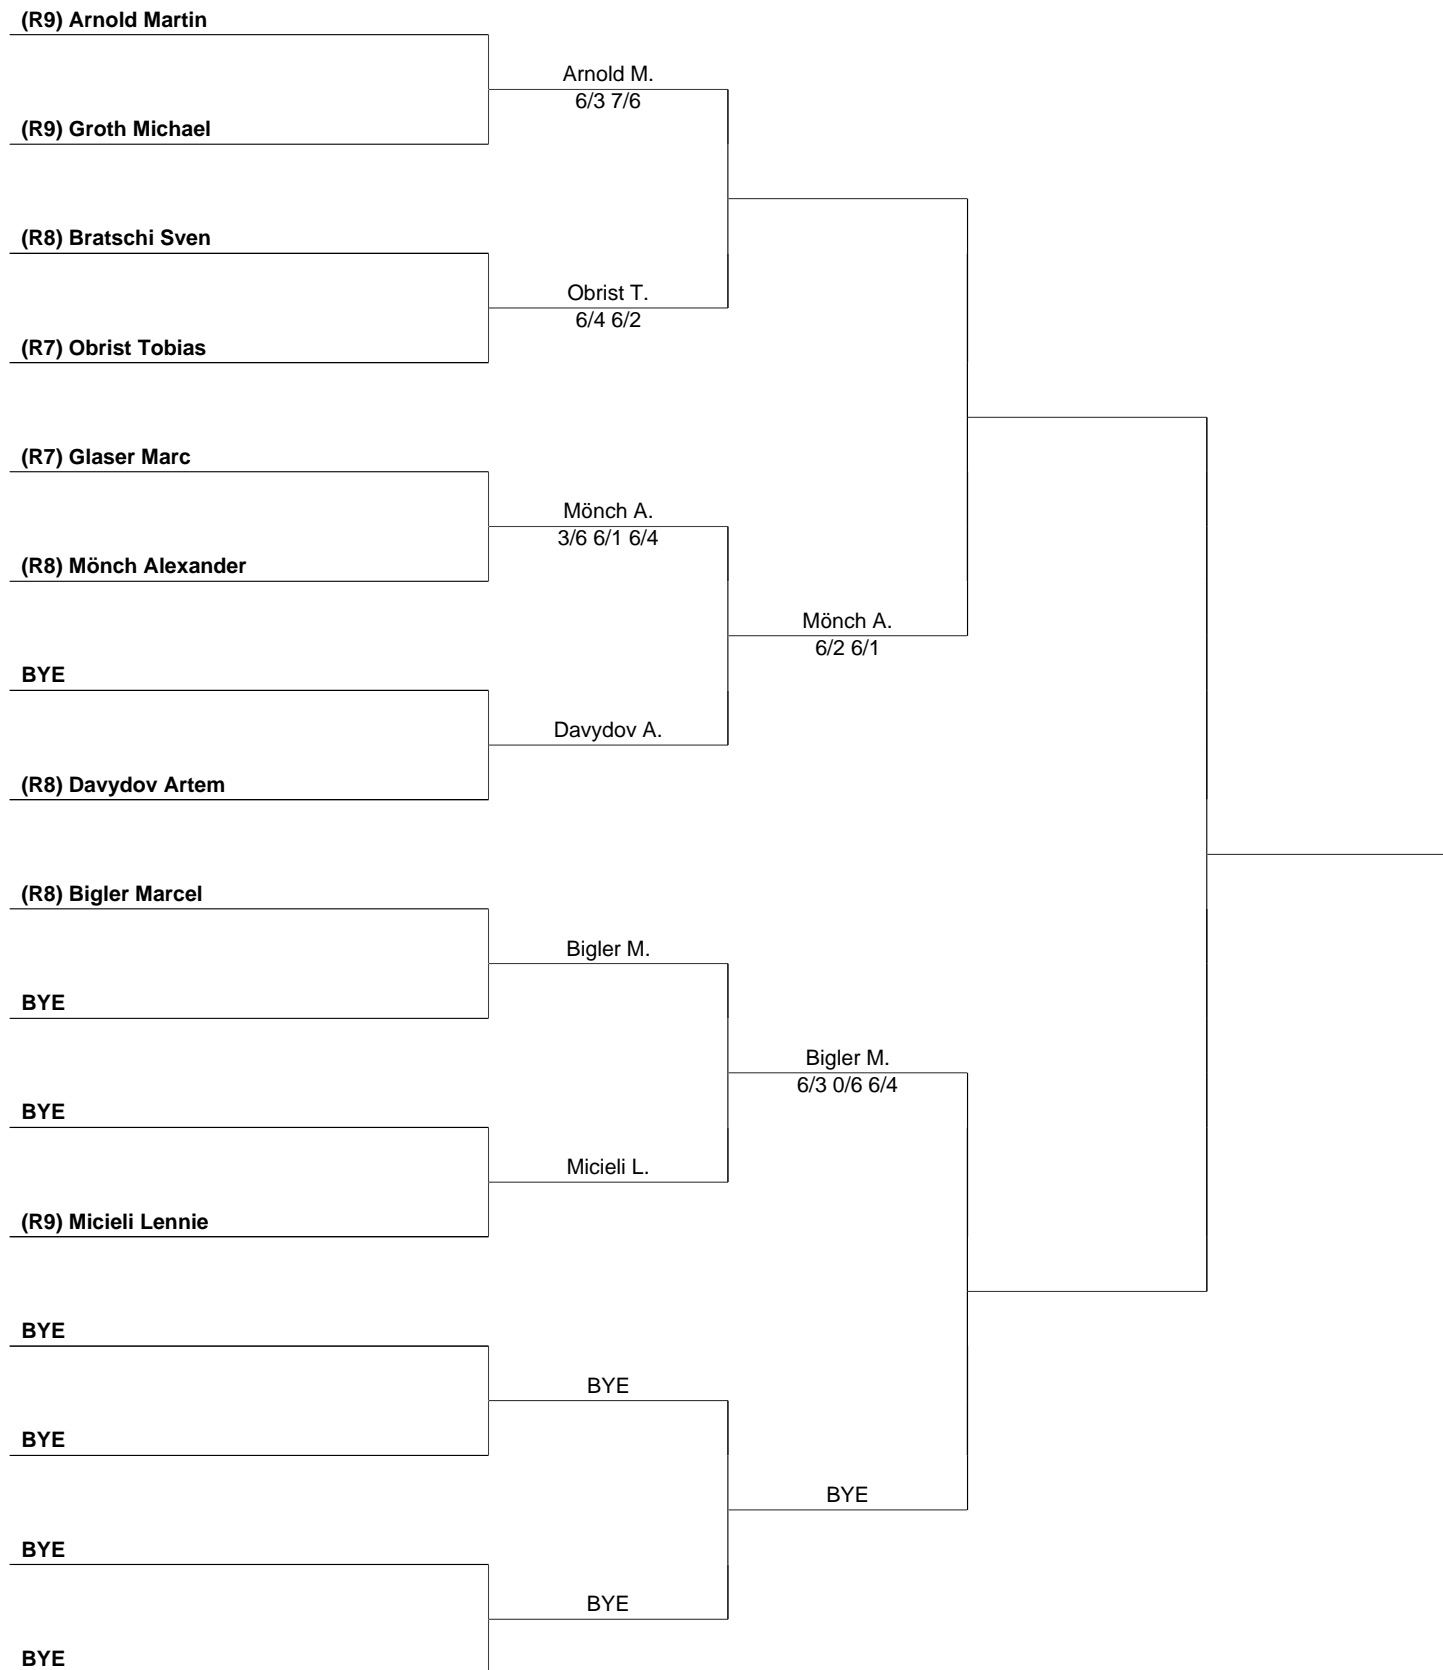 (R9) Arnold Martin
Arnold M.
6/3 7/6
(R9) Groth Michael
(R8) Bratschi Sven
Obrist T.
6/4 6/2
(R7) Obrist Tobias
(R7) Glaser Marc
Mönch A.
3/6 6/1 6/4
(R8) Mönch Alexander
Mönch A.
6/2 6/1
BYE
Davydov A.
(R8) Davydov Artem
(R8) Bigler Marcel
Bigler M.
BYE
Bigler M.
6/3 0/6 6/4
BYE
Micieli L.
(R9) Micieli Lennie
BYE
BYE
BYE
BYE
BYE
BYE
BYE